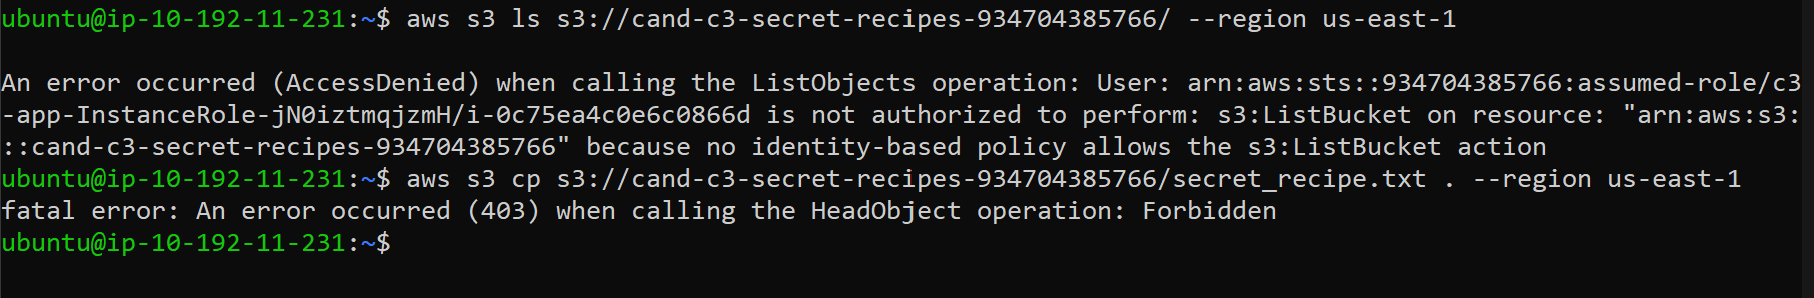 ubuntu@ip-10-192-11-231:~$ aws s3 ls s3://cand-c3-secret-recipes-934704385766/ --region us-east-1
An error occurred (AccessDenied) when calling the ListObjects operation: User: arn:aws:sts::934704385766:assumed-role/c3
-app-InstanceRole-jN0iztmqjzmH/i-0c75ea4c0e6c0866d is not authorized to perform: s3:ListBucket on resource: "arn:aws:s3:
::cand-c3-secret-recipes-934704385766" because no identity-based policy allows the s3:ListBucket action
ubuntu@ip-10-192-11-231:~$ aws s3 cp s3://cand-c3-secret-recipes-934704385766/secret_recipe.txt . --region us-east-1
fatal error: An error occurred (403) when calling the HeadObject operation: Forbidden
ubuntu@ip-10-192-11-231:~$